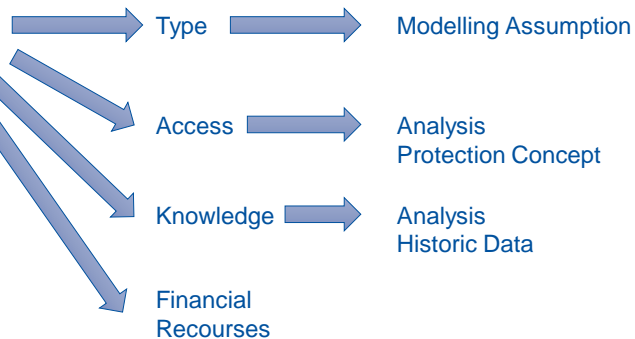 Type
Modelling Assumption
Access
Analysis
Protection Concept
Knowledge
Analysis
Historic Data
Financial
Recourses